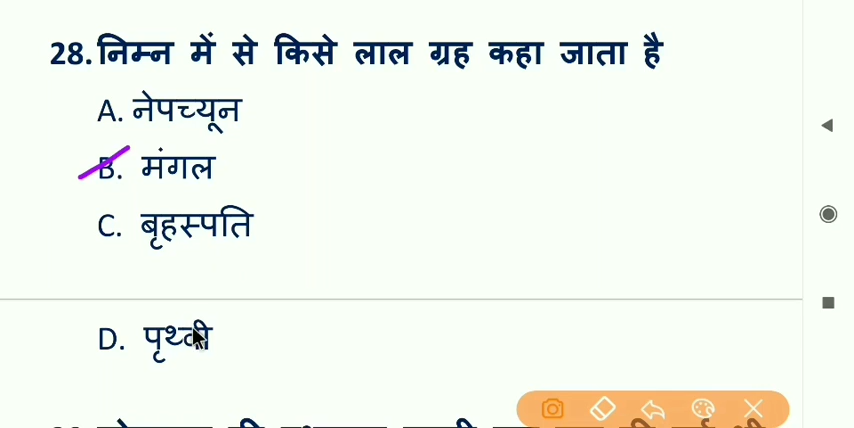 28. निम्न में से किसे लाल ग्रह कहा जाता है
A. नेपच्यून
B. मंगल
C. बृहस्पति
D. पृथ्वी